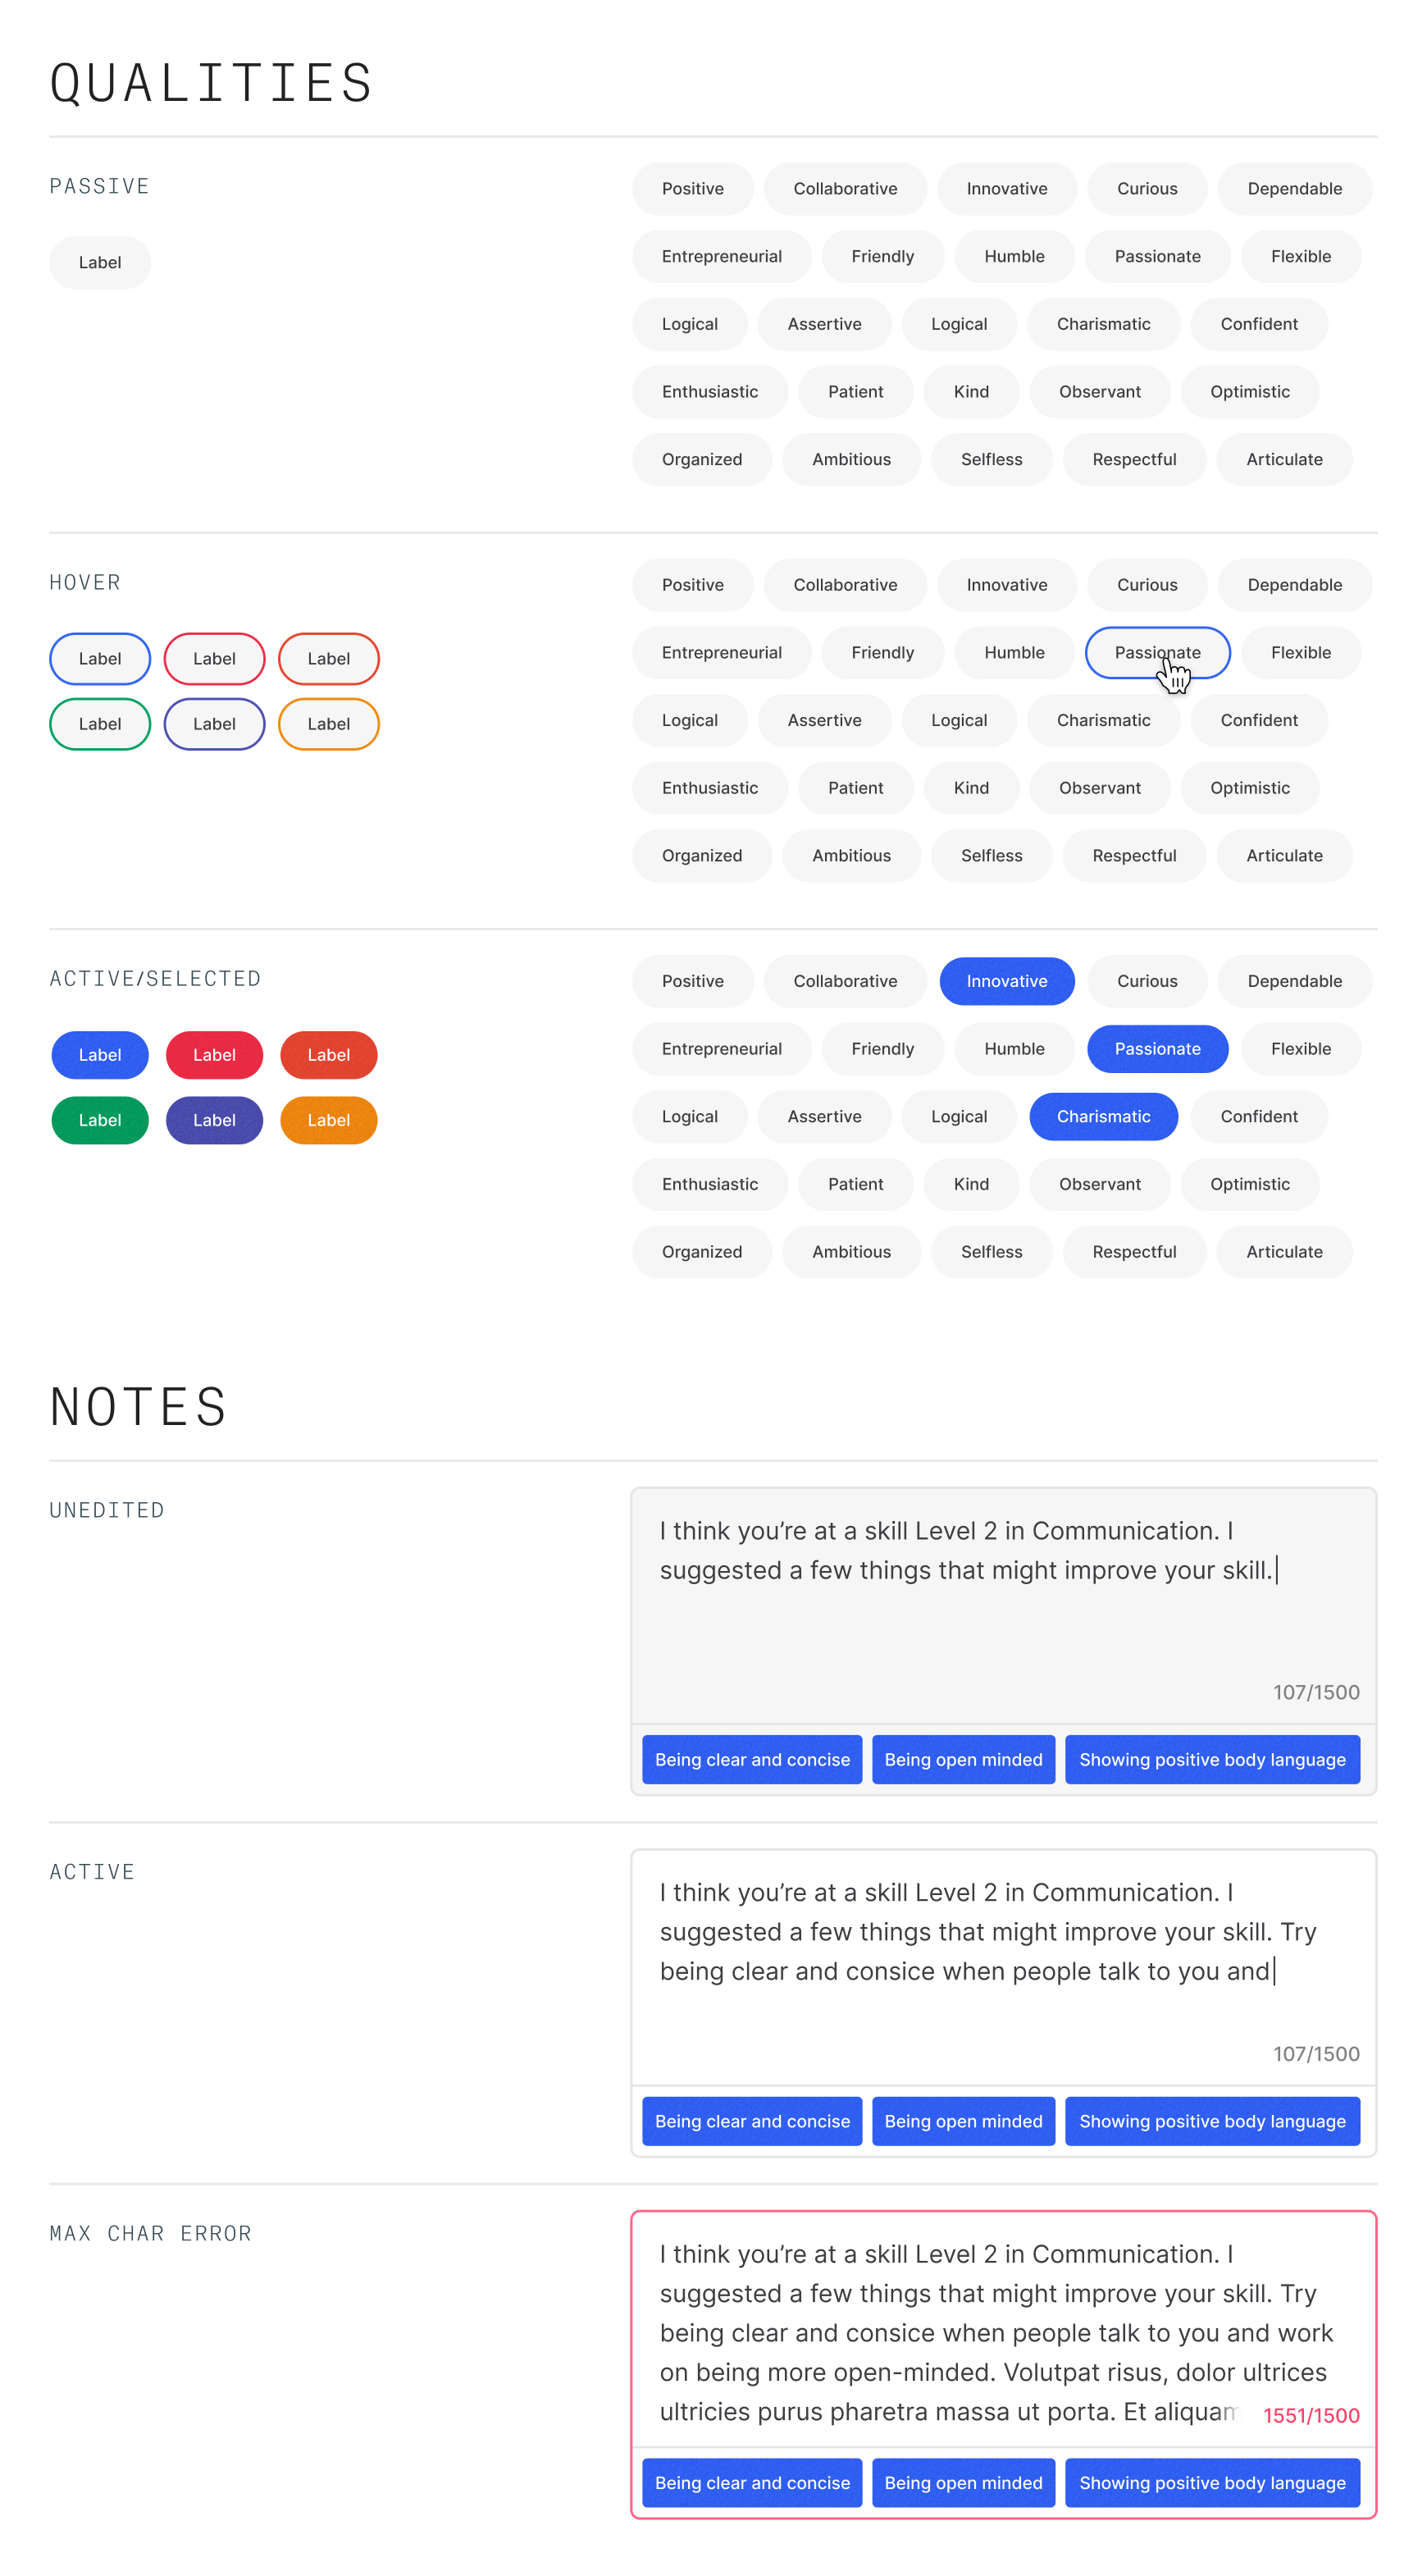 QUALITIES
PASSIVE
Label
Positive Collaborative Innovative Curious Dependable
Entrepreneurial Friendly Humble Passionate Flexible
Logical Assertive Logical Charismatic Confident
Enthusiastic Patient Kind Observant Optimistic
Organized Ambitious Selfless Respectful Articulate
HOVER
Label Label Label
Label Label Label
Positive Collaborative Innovative Curious Dependable
Entrepreneurial Friendly Humble Passionate Flexible
Logical Assertive Logical Charismatic Confident
Enthusiastic Patient Kind Observant Optimistic
Organized Ambitious Selfless Respectful Articulate
ACTIVE/SELECTED
Label Label Label
Label Label Label
Positive Collaborative Innovative Curious Dependable
Entrepreneurial Friendly Humble Passionate Flexible
Logical Assertive Logical Charismatic Confident
Enthusiastic Patient Kind Observant Optimistic
Organized Ambitious Selfless Respectful Articulate
NOTES
UNEDITED
I think you’re at a skill Level 2 in Communication. I
suggested a few things that might improve your skill.
107/1500
Being clear and concise Being open minded Showing positive body language
ACTIVE
I think you’re at a skill Level 2 in Communication. I
suggested a few things that might improve your skill. Try
being clear and consice when people talk to you and
107/1500
Being clear and concise Being open minded Showing positive body language
MAX CHAR ERROR
I think you’re at a skill Level 2 in Communication. I
suggested a few things that might improve your skill. Try
being clear and consice when people talk to you and work
on being more open-minded. Volutpat risus, dolor ultrices
ultricies purus pharetra massa ut porta. Et aliquam
1551/1500
Being clear and concise Being open minded Showing positive body language